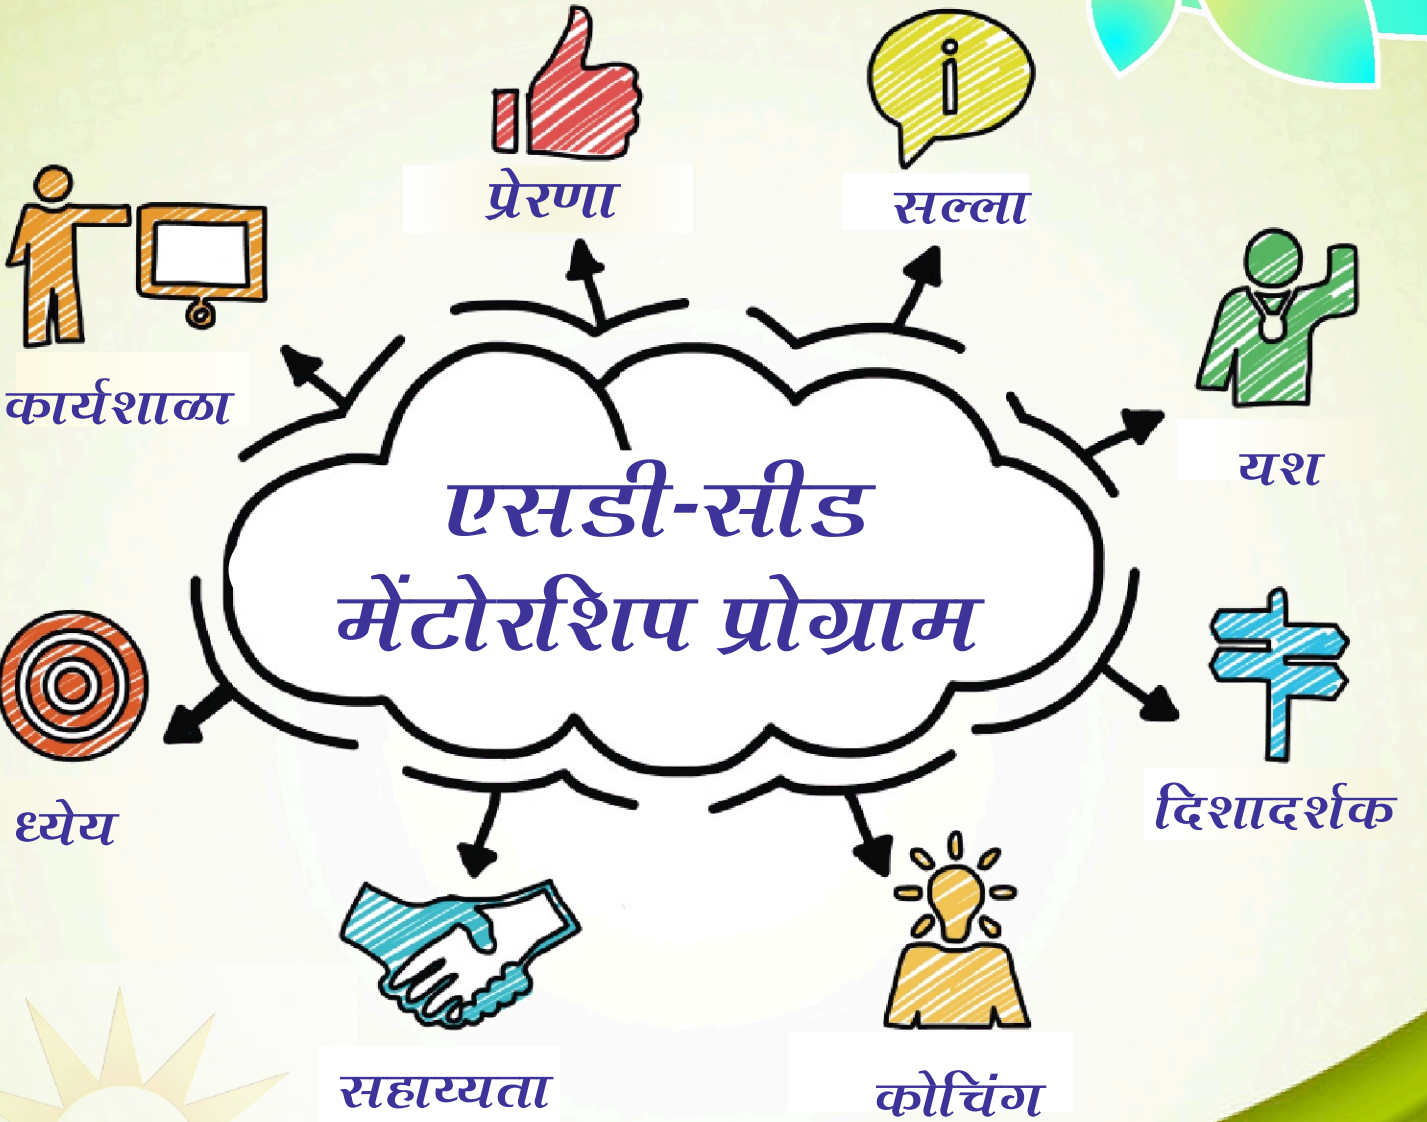 प्रेरणा
सल्ला
कार्यशाळा
यश
एसडी-सीड
मेंटोरशिप प्रोग्राम
ध्येय
दिशादर्शक
सहाय्यता
कोचिंग